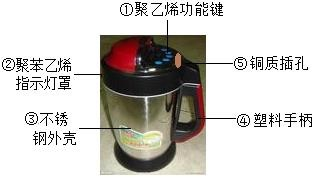 ①聚乙烯功能键
②聚苯乙烯
指示灯罩
⑤铜质插孔
③不锈
钢外壳
④塑料手柄